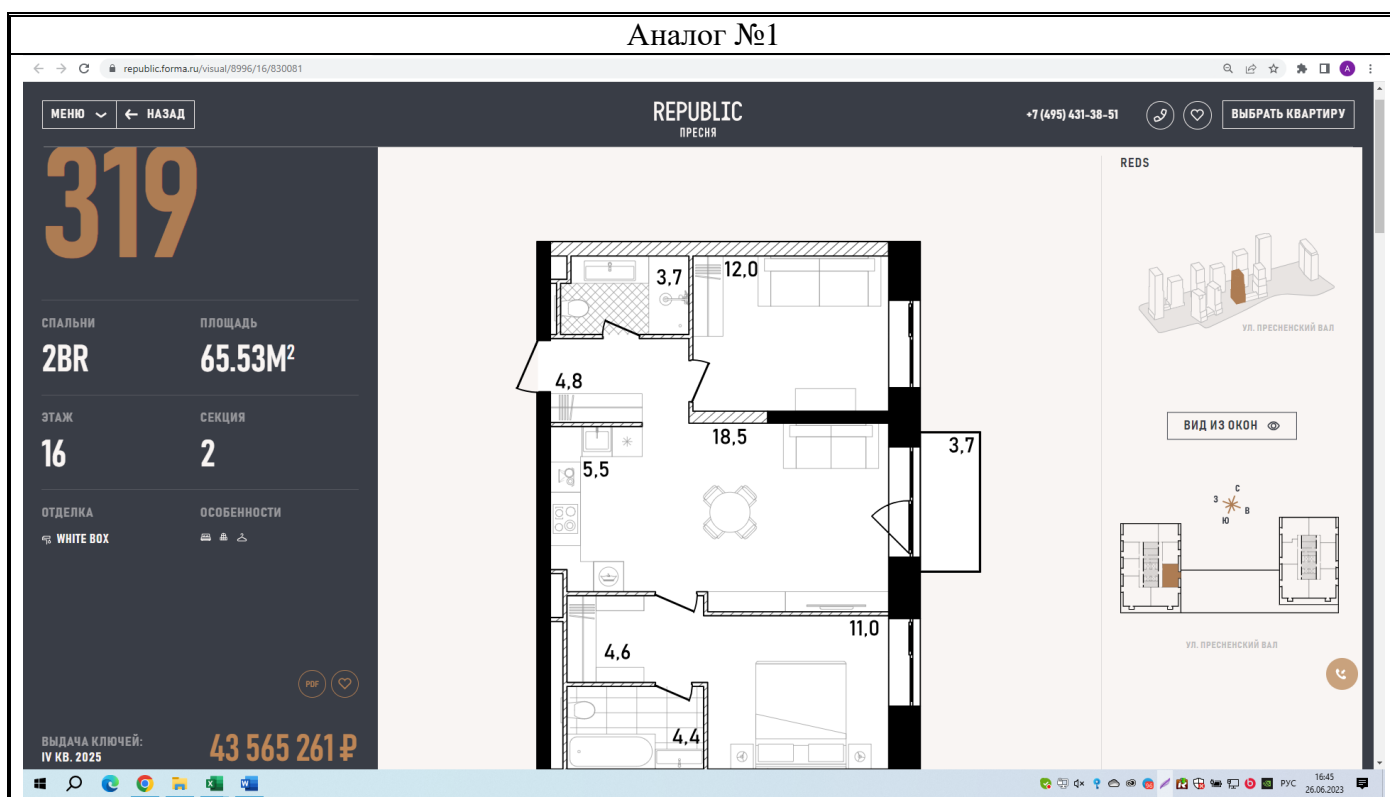 Аналог №1
republic.forma.ru/visual/8996/16/830081
A
МЕНЮ
НАЗАД
REPUBLIC
ПРЕСНЯ
+7 (495) 431-38-51
ВЫБРАТЬ КВАРТИРУ
319
СПАЛЬНИ
ПЛОЩАДЬ
2BR
65.53М²
ЭТАЖ
СЕКЦИЯ
16
2
ОТДЕЛКА
ОСОБЕННОСТИ
WHITE BOX
PDF
ВЫДАЧА КЛЮЧЕЙ:
IV КВ. 2025
43 565 261 ₽
3,7
12,0
4,8
18,5
3,7
5,5
11,0
4,6
4,4
REDS
УЛ. ПРЕСНЕНСКИЙ ВАЛ
ВИД ИЗ ОКОН
С
З
В
Ю
УЛ. ПРЕСНЕНСКИЙ ВАЛ
РУС
16:45
26.06.2023